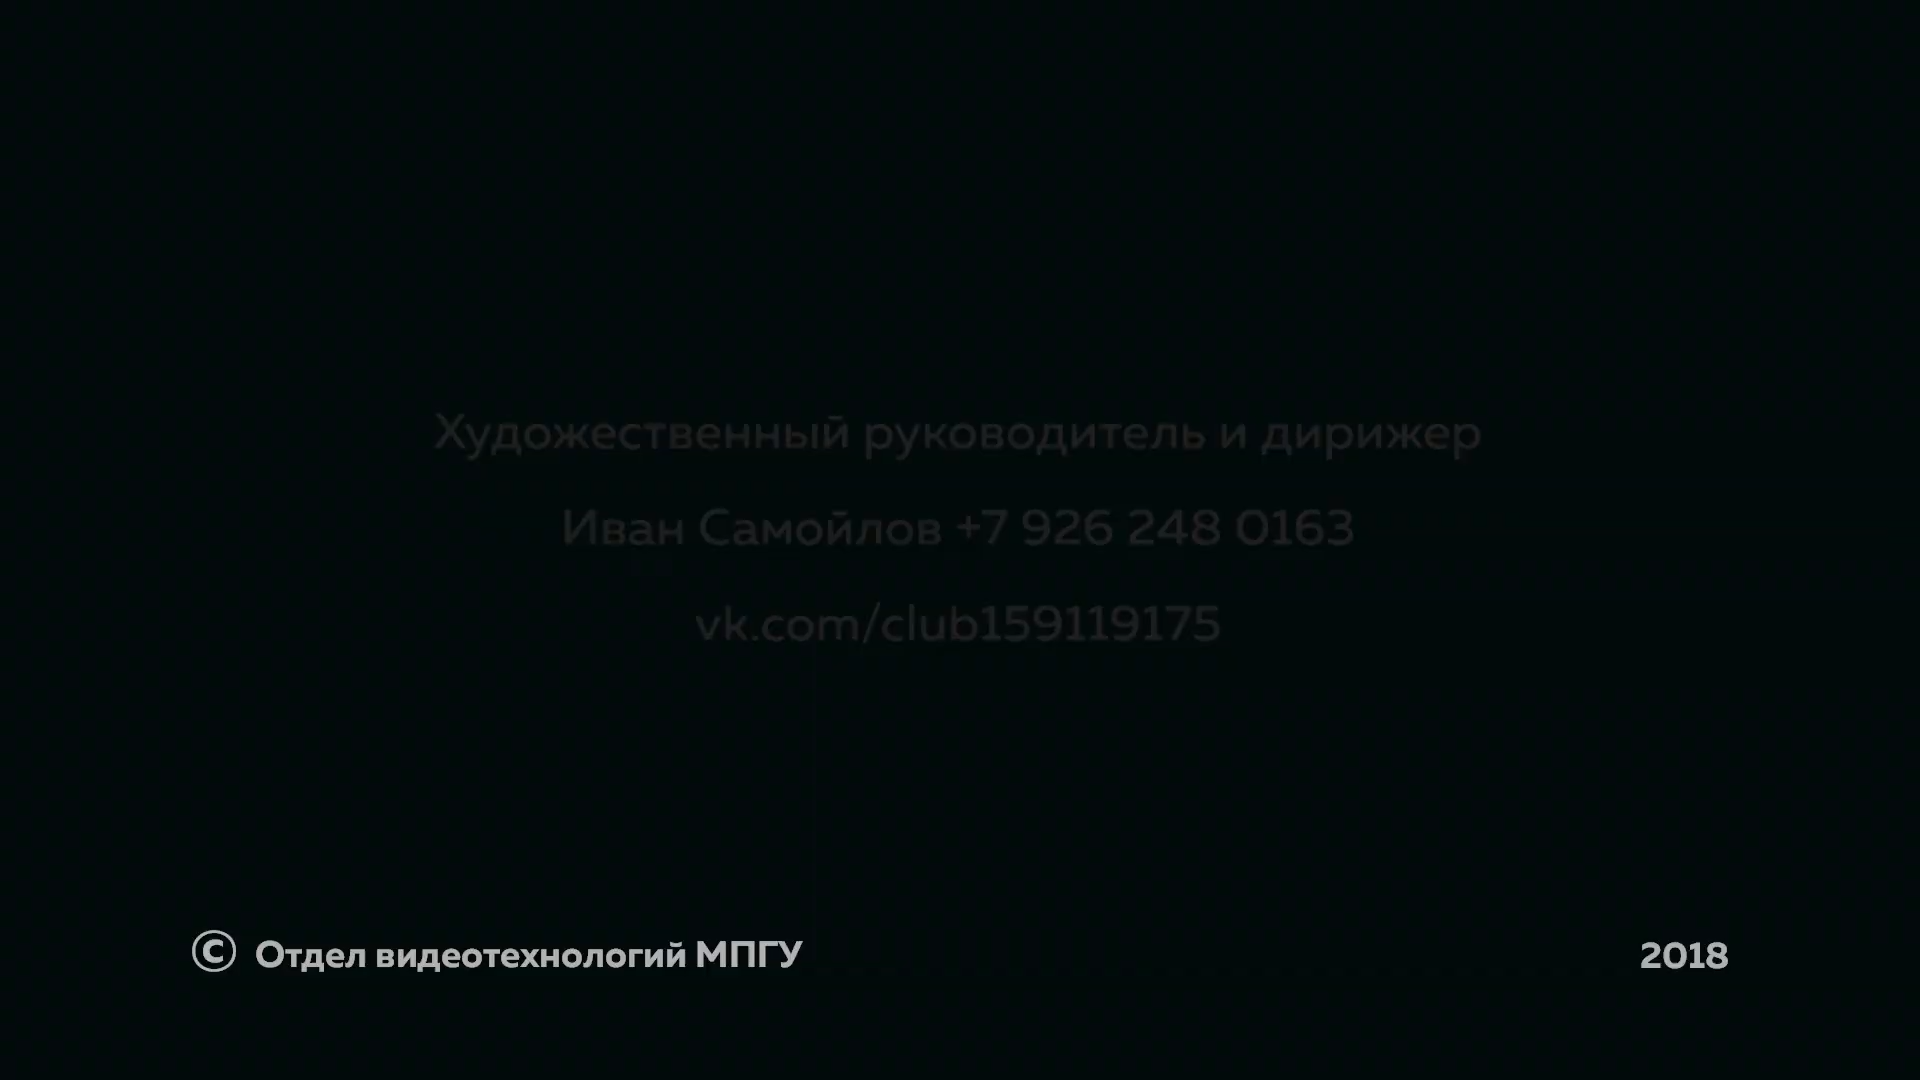 Художественный руководитель и дирижер
Иван Самойлов +7 926 248 0163
vk.com/club159119175
© Отдел видеотехнологий МПГУ
2018